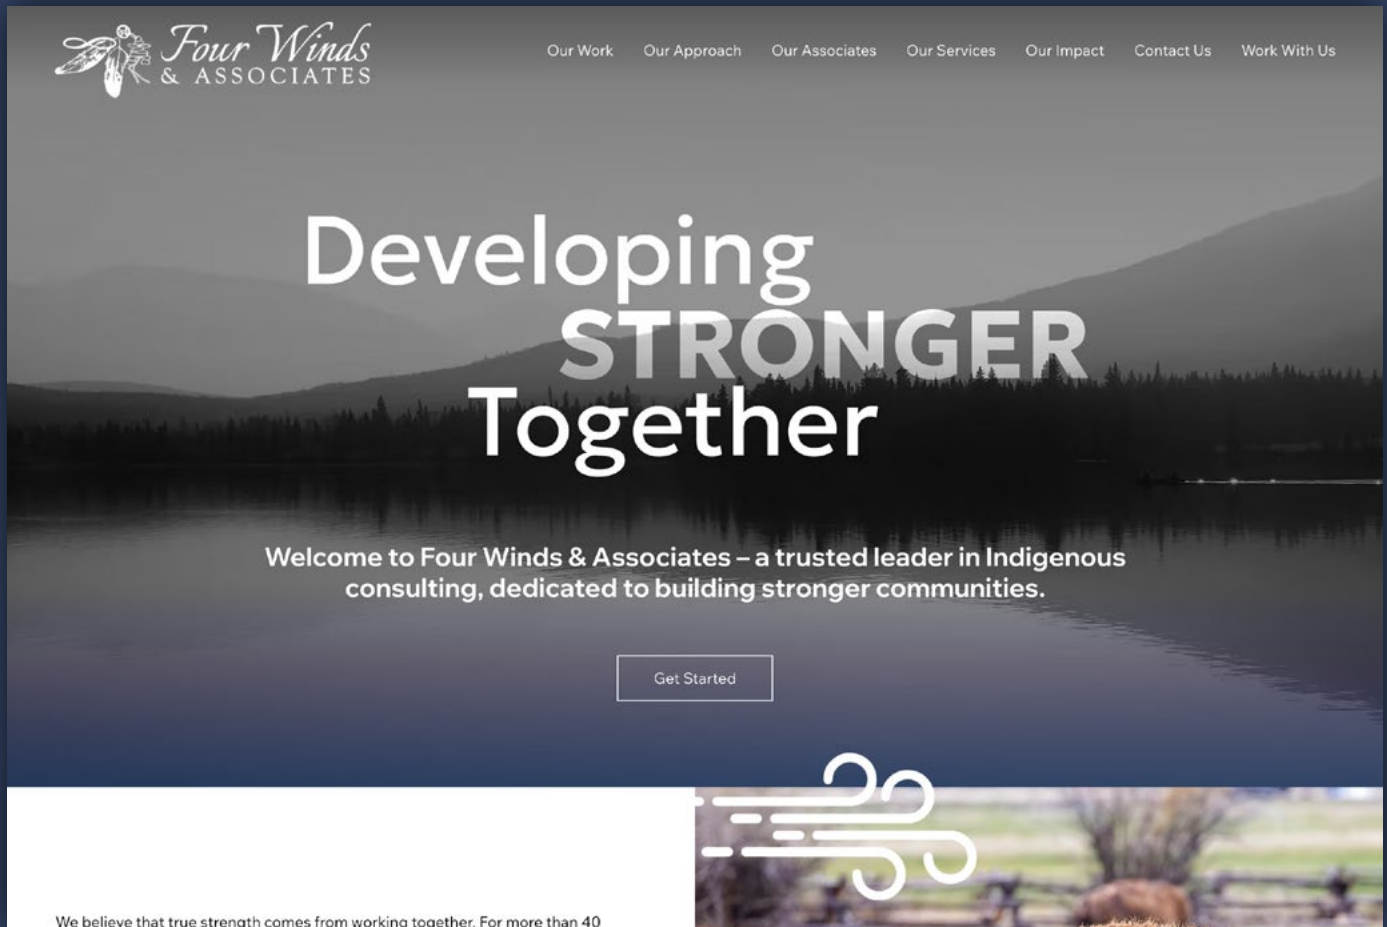 Four Winds
& ASSOCIATES
Our Work Our Approach Our Associates Our Services Our Impact Contact Us Work With Us
Developing
STRONGER
Together
Welcome to Four Winds & Associates – a trusted leader in Indigenous
consulting, dedicated to building stronger communities.
Get Started
We believe that true strength comes from working together. For more than 40